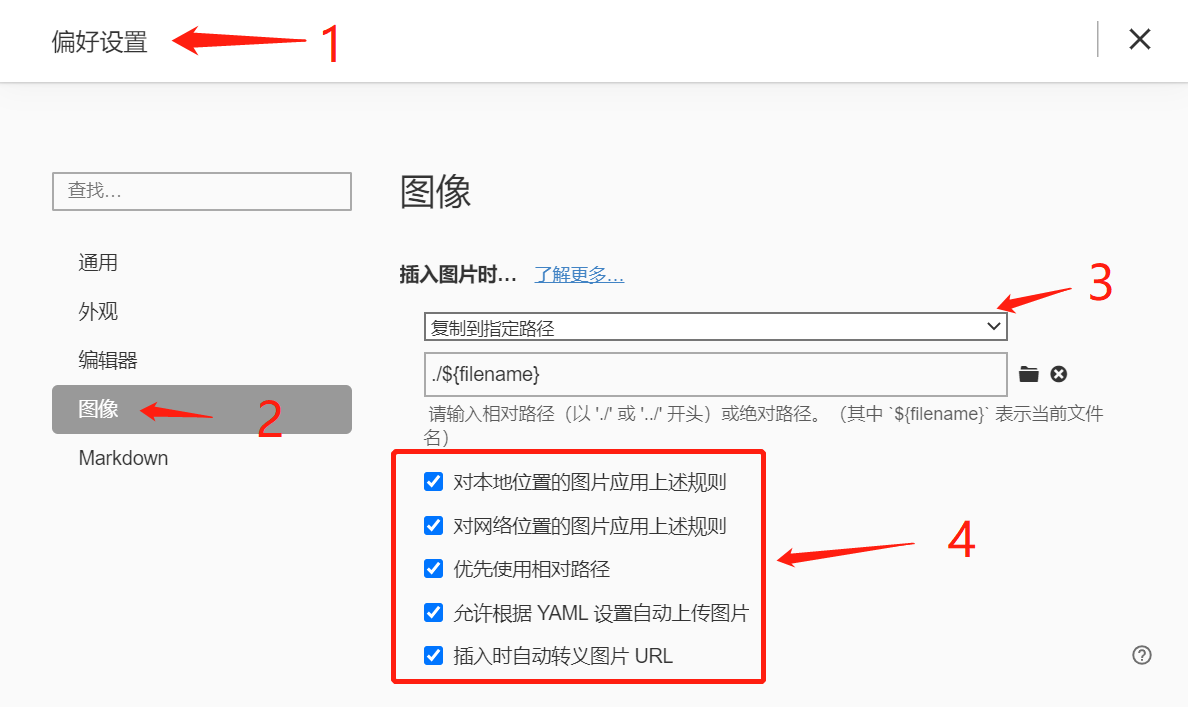 偏好设置
1
查找…
图像
通用
插入图片时… 了解更多…
3
外观
复制到指定路径
编辑器
./${filename}
图像
2
请输入相对路径（以 './' 或 '../' 开头）或绝对路径。（其中 `${filename}` 表示当前文件
名）
Markdown
对本地位置的图片应用上述规则
对网络位置的图片应用上述规则
4
优先使用相对路径
允许根据 YAML 设置自动上传图片
插入时自动转义图片 URL